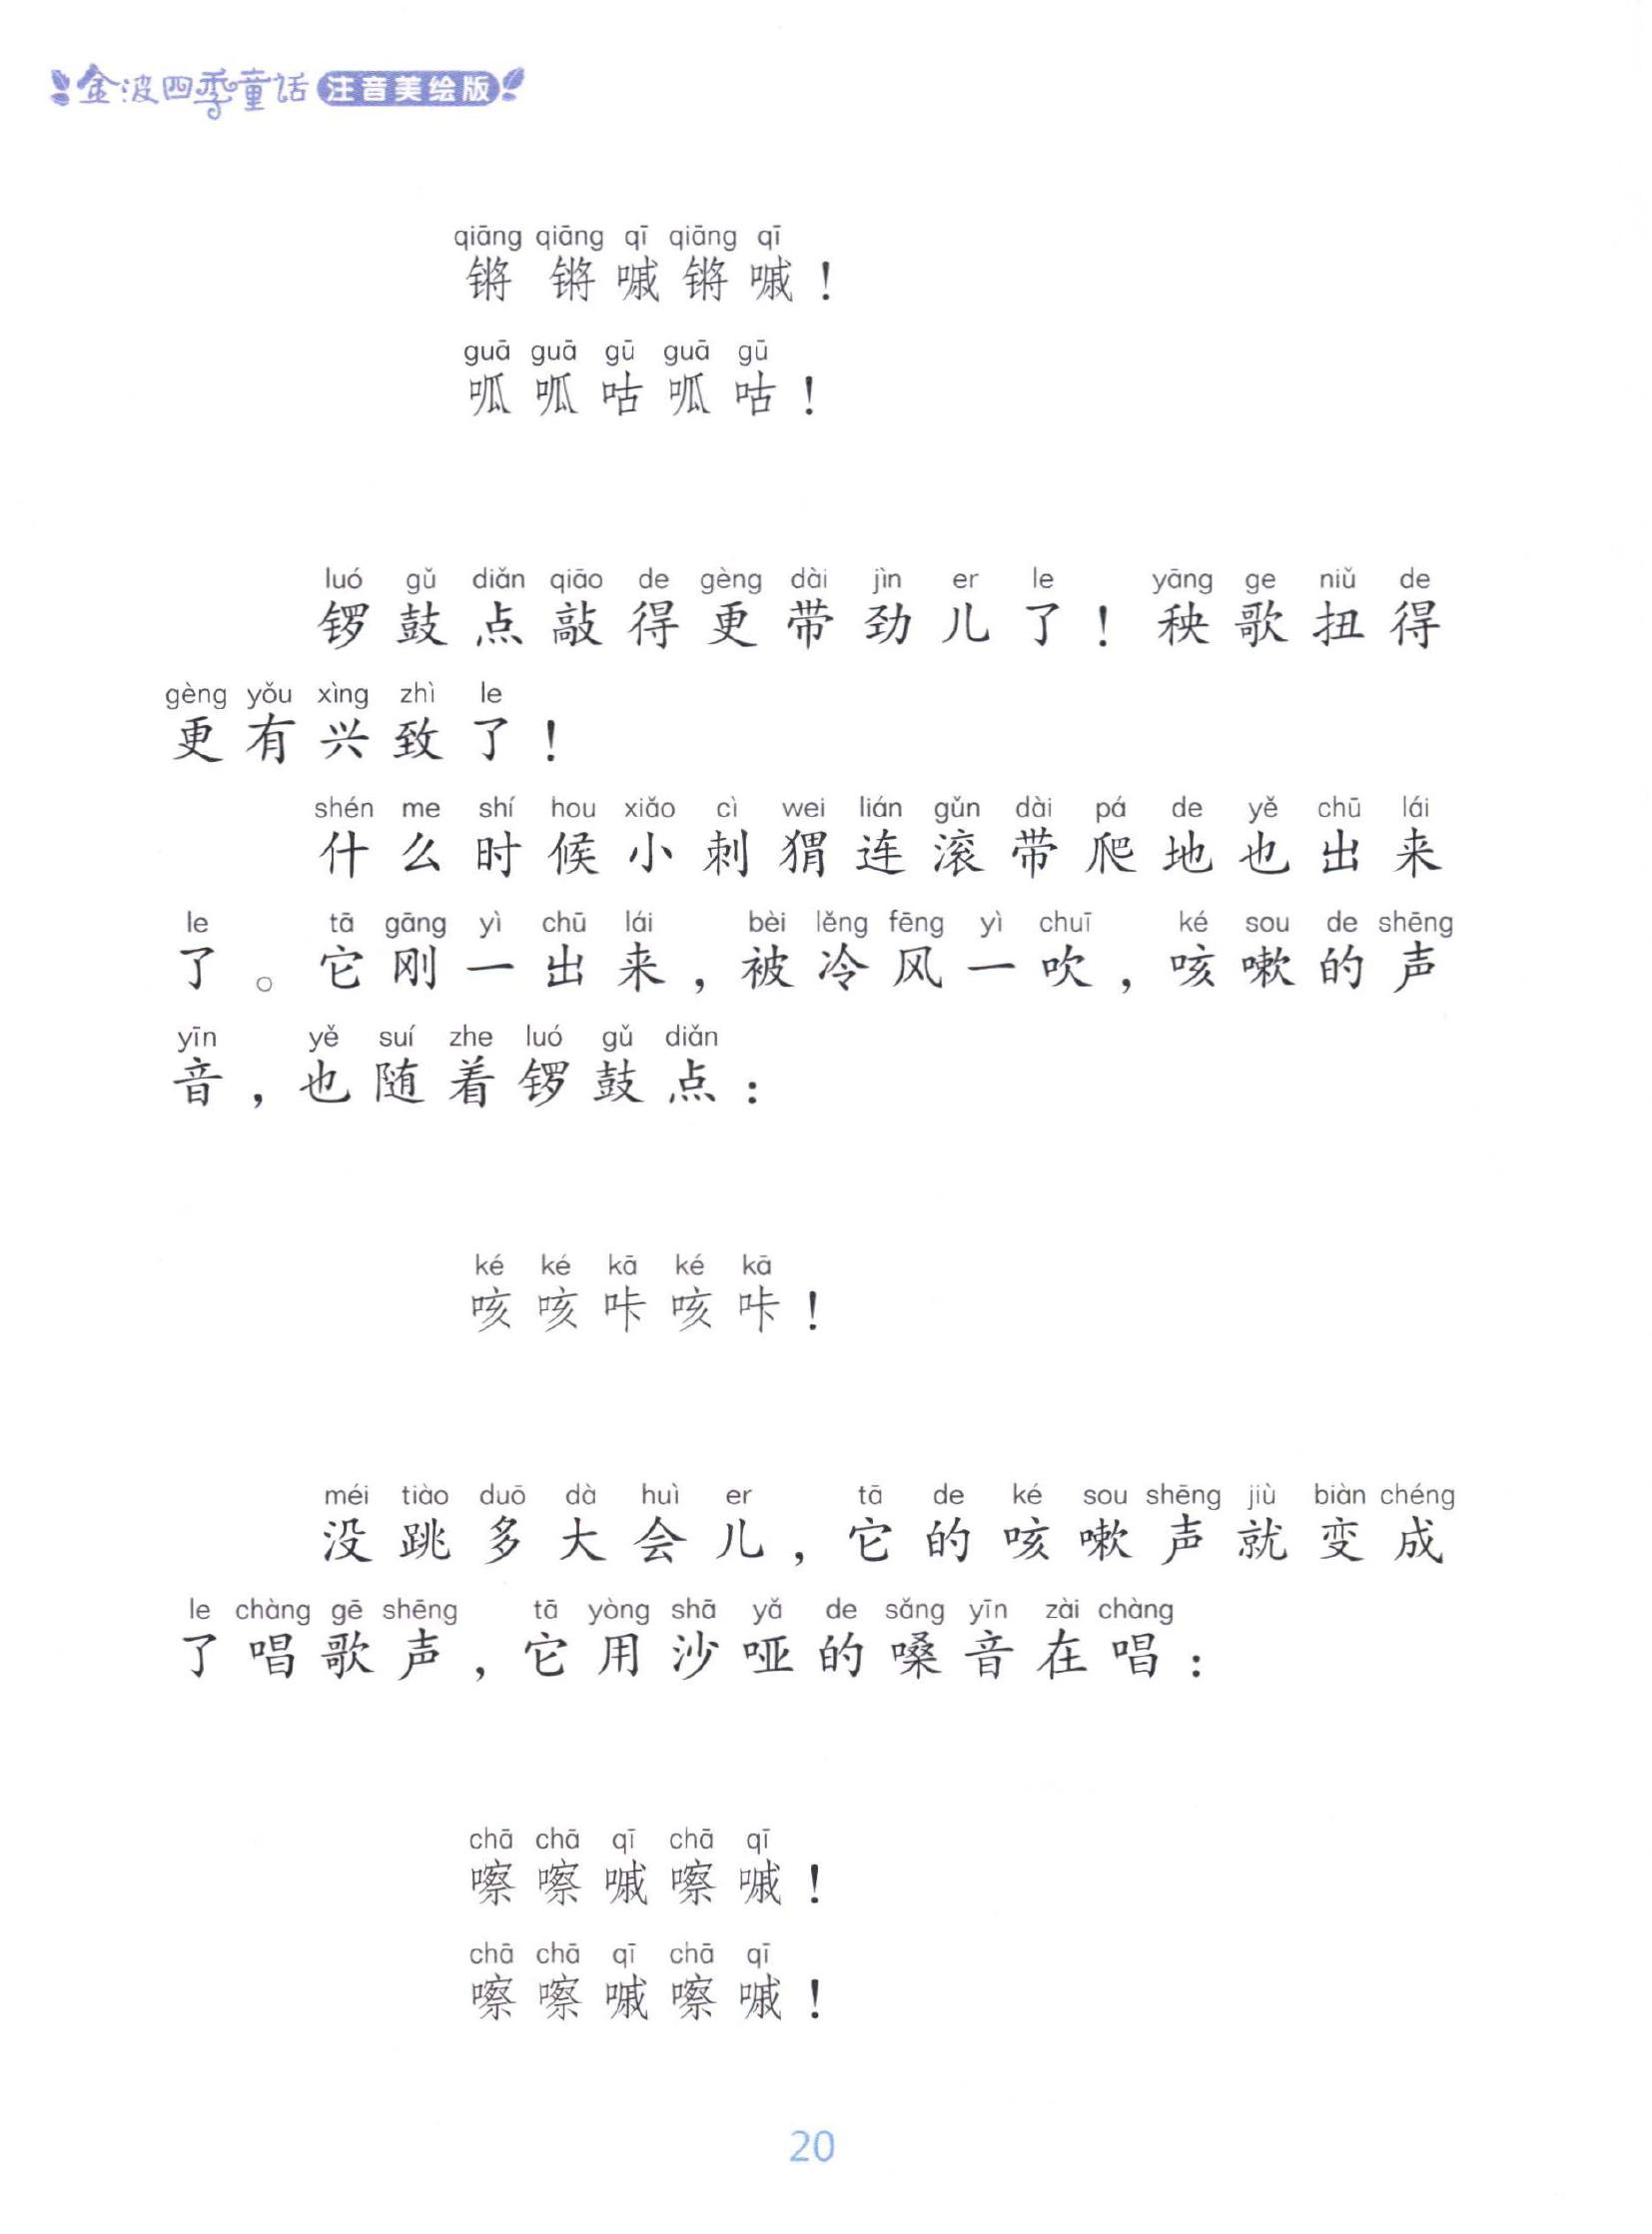 金波四季童话 注音美绘版
qiāng qiāng qī qiāng qī
锵锵嘁锵嘁！
guā guā gū guā gū
呱呱咕呱咕！
luó gǔ diǎn qiāo de gèng dài jìn er le yāng ge niǔ de
锣鼓点敲得更带劲儿了！秧歌扭得
gèng yǒu xìng zhì le
更有兴致了！
shén me shí hou xiǎo cì wei lián gǔn dài pá de yě chū lái
什么时候小刺猬连滚带爬地也出来
le tā gāng yì chū lái bèi lěng fēng yì chuī ké sou de shēng
了。它刚一出来，被冷风一吹，咳嗽的声
yīn yě suí zhe luó gǔ diǎn
音，也随着锣鼓点：
ké ké kā ké kā
咳咳咔咳咔！
méi tiào duō dà huì er tā de ké sou shēng jiù biàn chéng
没跳多大会儿，它的咳嗽声就变成
le chàng gē shēng tā yòng shā yǎ de sǎng yīn zài chàng
了唱歌声，它用沙哑的嗓音在唱：
chā chā qī chā qī
嚓嚓嘁嚓嘁！
chā chā qī chā qī
嚓嚓嘁嚓嘁！
20